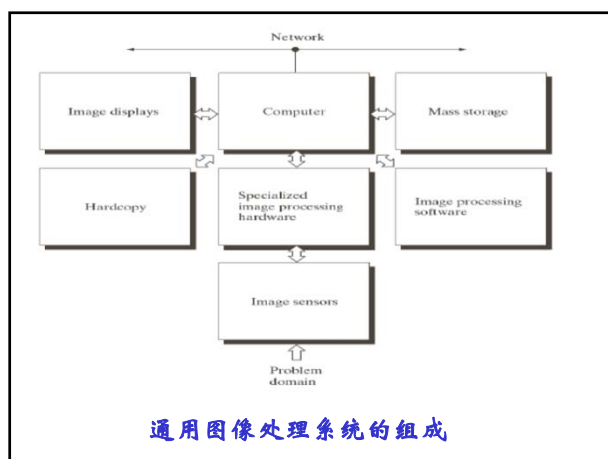 Network
Image displays
Computer
Mass storage
Hardcopy
Specialized
image processing
hardware
Image processing
software
Image sensors
Problem
domain
通用图像处理系统的组成